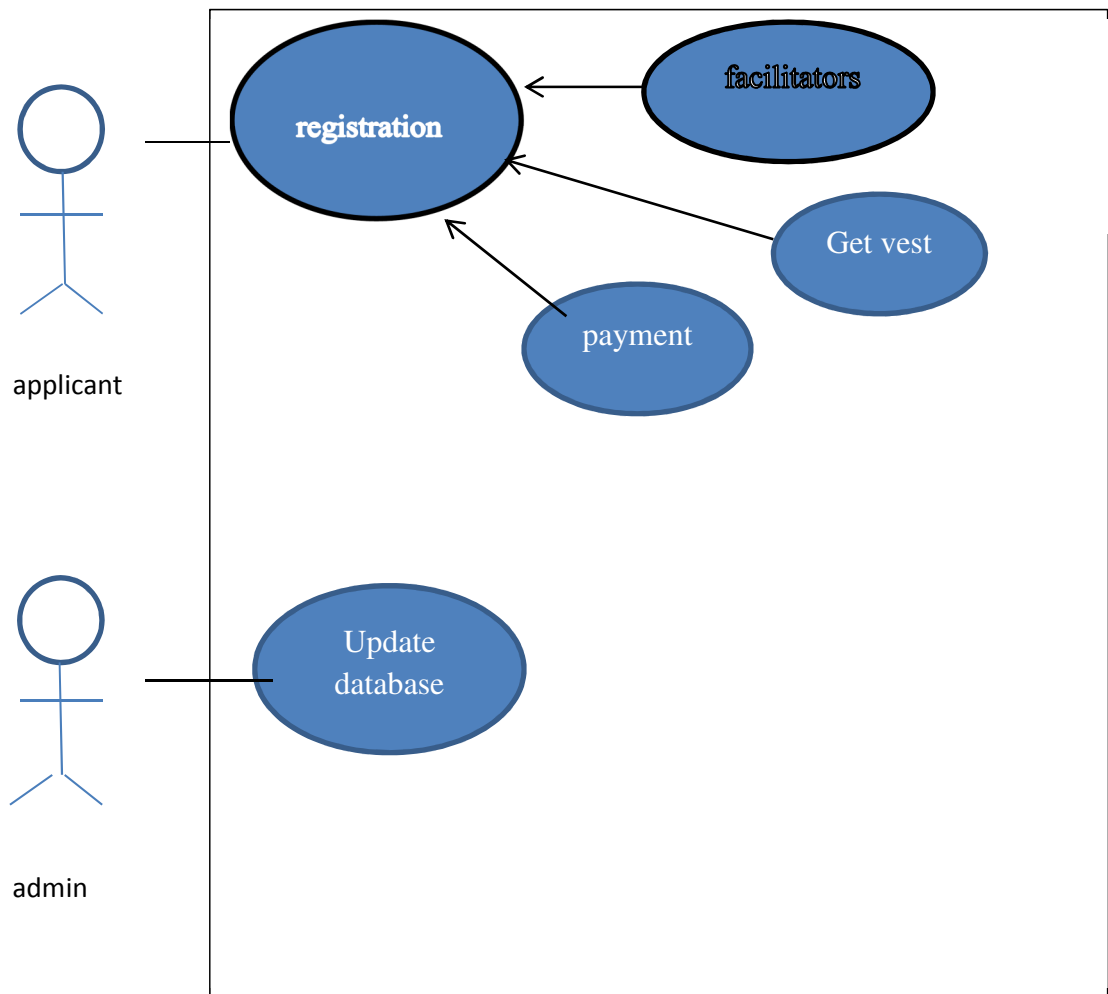 facilitators
registration
Get vest
payment
applicant
Update
database
admin